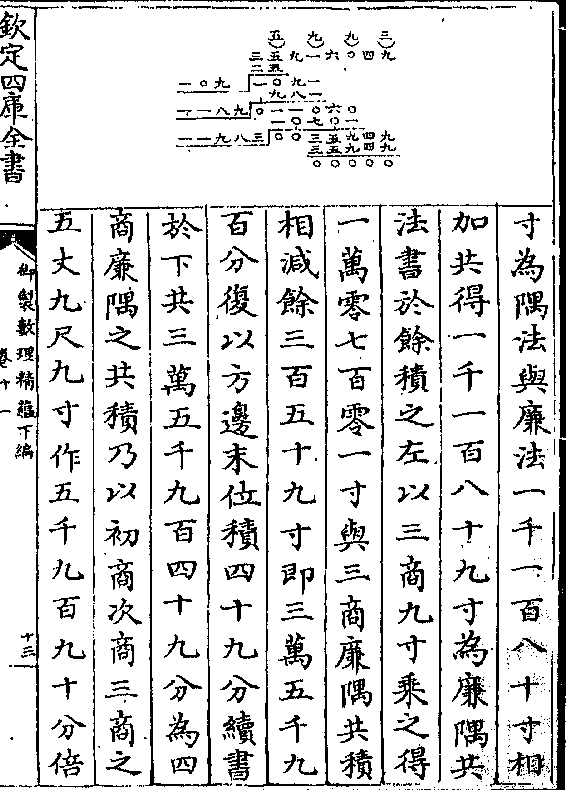 五九九三
三五九一六〇四九
二五
一〇九 一〇九一
九八一
一一八九 〇一一〇六〇
一〇七〇一
一一九八三 〇〇三五九四九
三五九四九
〇〇〇〇〇
寸為隅法與廉法一千一百八十寸相
加共得一千一百八十九寸為廉隅共
法書於餘積之左以三商九寸乘之得
一萬零七百零一寸與三商廉隅共積
相減餘三百五十九寸即三萬五千九
百分復以方邊末位積四十九分續書
於下共三萬五千九百四十九分為四
商廉隅之共積乃以初商次商三商之
五丈九尺九寸作五千九百九十分倍
欽定四庫全書
御製數理精蘊下編
卷十一
十三